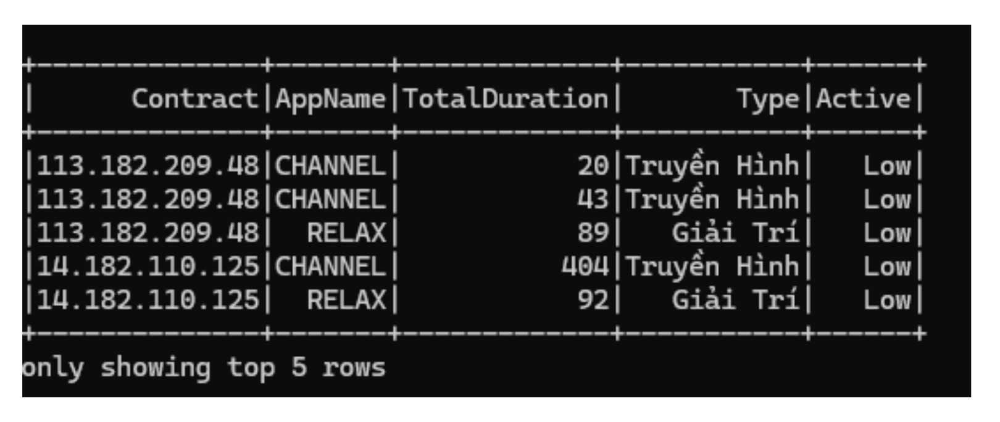 +--------------+-------+-------------+-----------+------+
|      Contract|AppName|TotalDuration|       Type|Active|
+--------------+-------+-------------+-----------+------+
|113.182.209.48|CHANNEL|           20|Truyền Hình|   Low|
|113.182.209.48|CHANNEL|           43|Truyền Hình|   Low|
|113.182.209.48|  RELAX|           89|   Giải Trí|   Low|
|14.182.110.125|CHANNEL|          404|Truyền Hình|   Low|
|14.182.110.125|  RELAX|           92|   Giải Trí|   Low|
+--------------+-------+-------------+-----------+------+
only showing top 5 rows